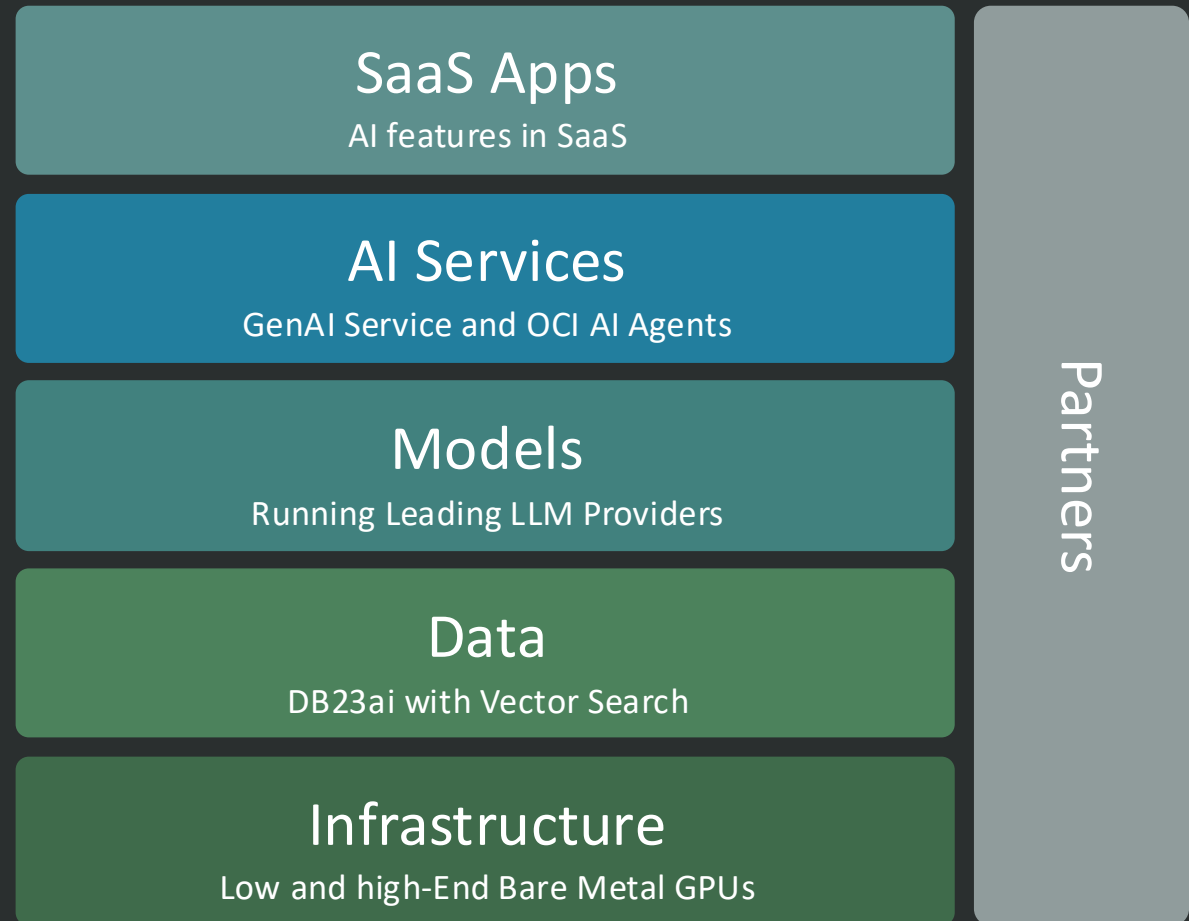 SaaS Apps
AI features in SaaS
AI Services
GenAI Service and OCI AI Agents
Models
Running Leading LLM Providers
Data
DB23ai with Vector Search
Infrastructure
Low and high-End Bare Metal GPUs
Partners